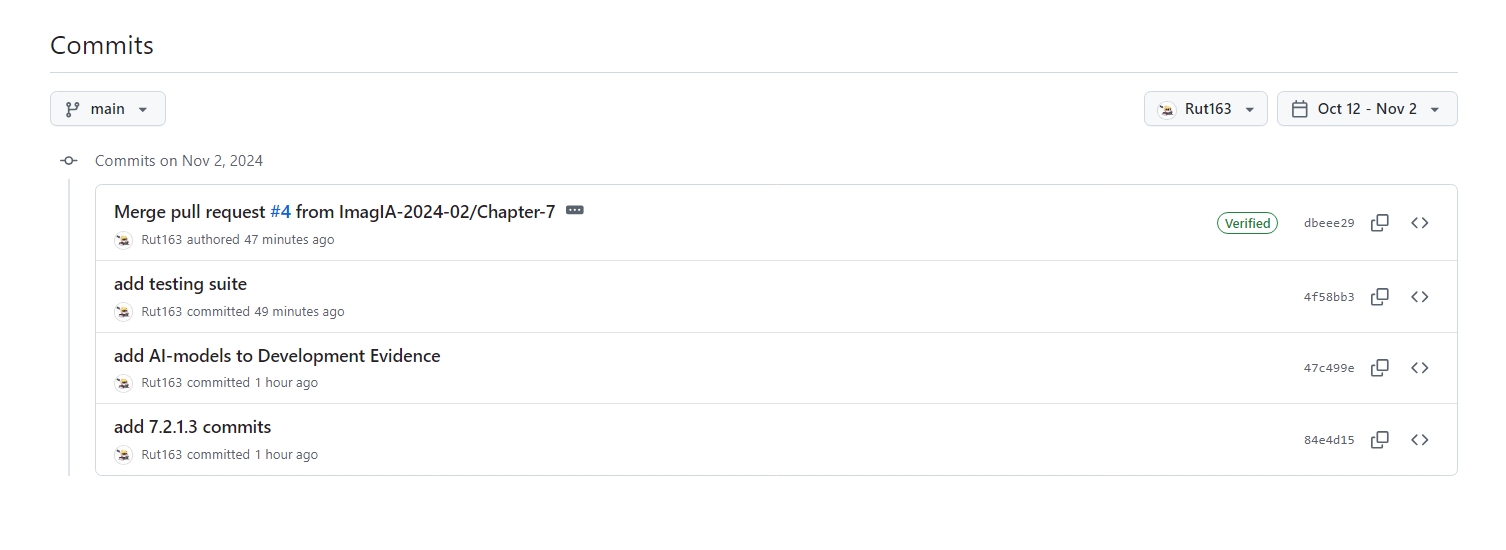 Commits
main
Rut163
Oct 12 - Nov 2
Commits on Nov 2, 2024
Merge pull request #4 from ImagIA-2024-02/Chapter-7
Rut163 authored 47 minutes ago
Verified
dbeee29
add testing suite
Rut163 committed 49 minutes ago
4f58bb3
add AI-models to Development Evidence
Rut163 committed 1 hour ago
47c499e
add 7.2.1.3 commits
Rut163 committed 1 hour ago
84e4d15